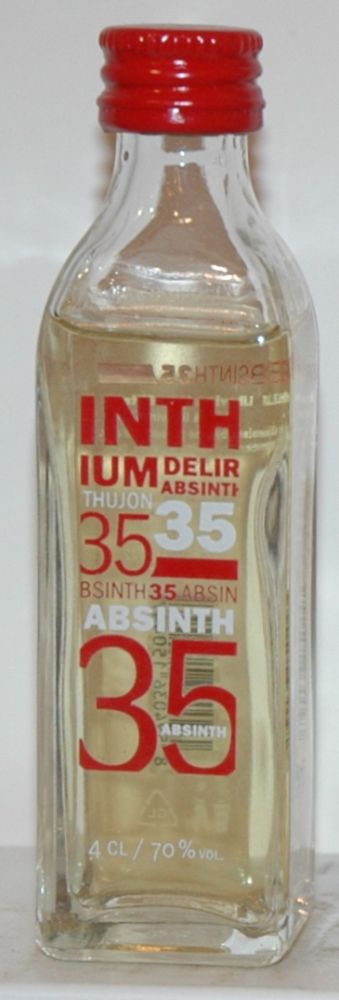 INTH
IUM DELIR
ABSINTH
THUJON
35 35
BSINTH 35 ABSIN
ABSINTH
35
ABSINTH
4 CL / 70% VOL.